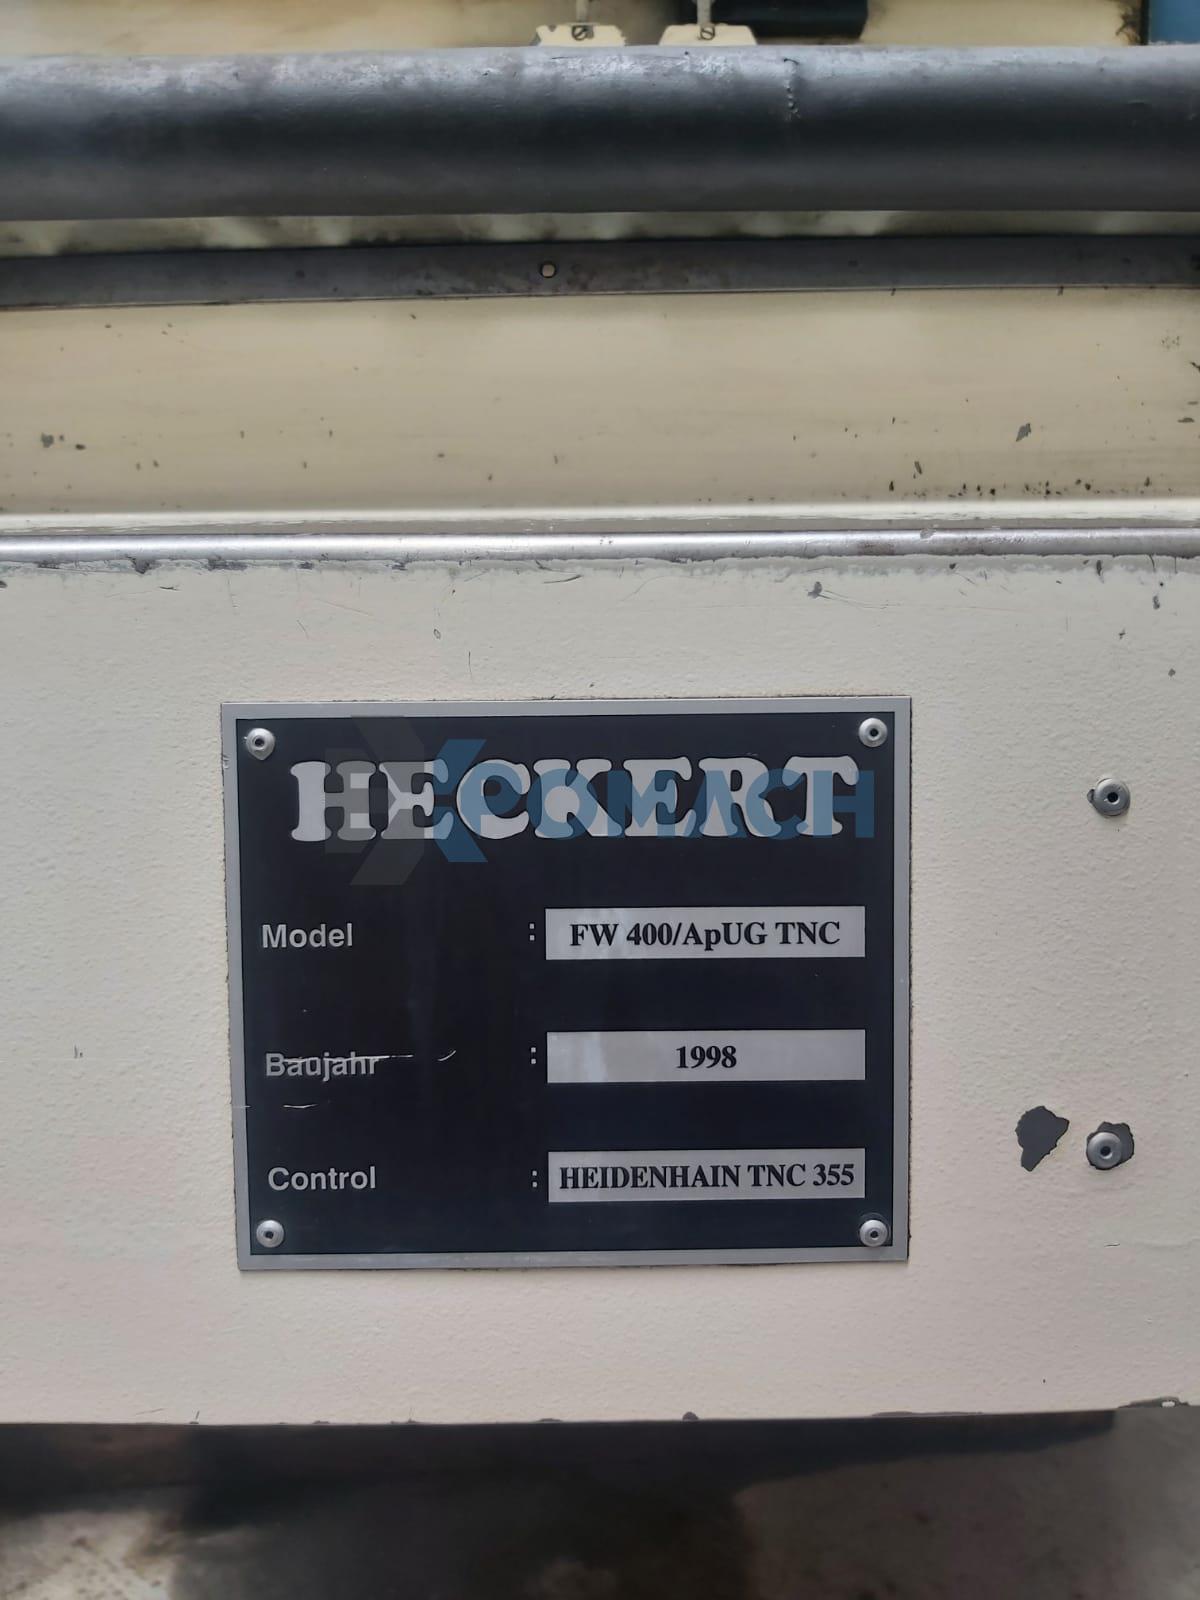 HECKERT
EXPOMACH
Model : FW 400/ApUG TNC
Baujahr : 1998
Control : HEIDENHAIN TNC 355